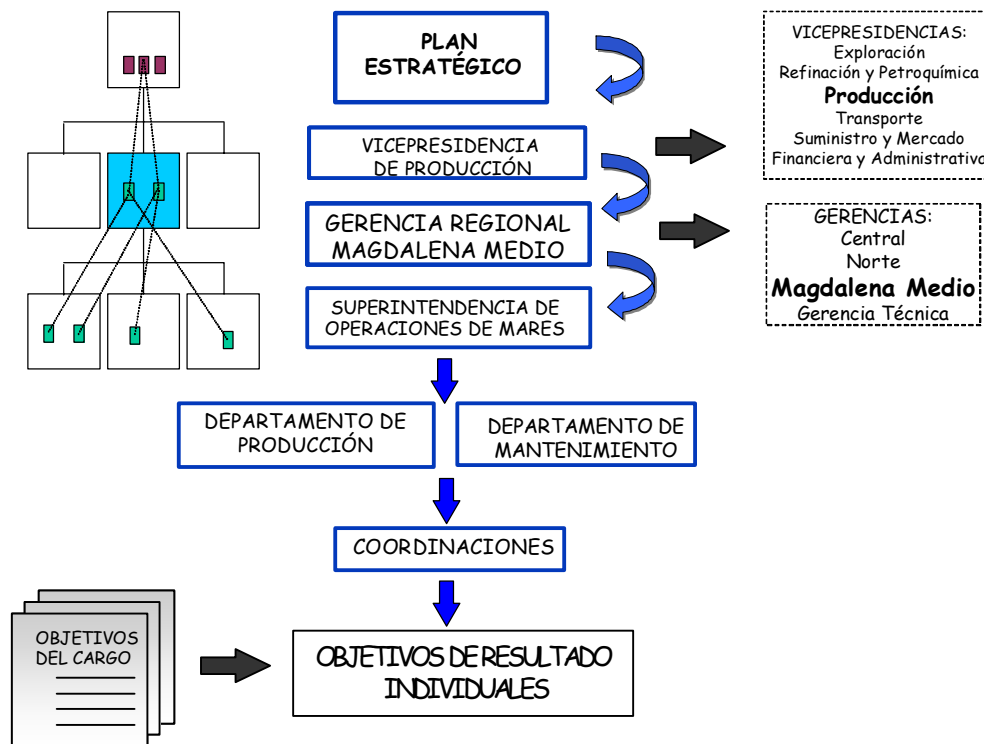 PLAN
ESTRATÉGICO
VICEPRESIDENCIAS:
Exploración
Refinación y Petroquímica
Producción
Transporte
Suministro y Mercado
Financiera y Administrativa
VICEPRESIDENCIA
DE PRODUCCIÓN
GERENCIA REGIONAL
MAGDALENA MEDIO
GERENCIAS:
Central
Norte
Magdalena Medio
Gerencia Técnica
SUPERINTENDENCIA DE
OPERACIONES DE MARES
DEPARTAMENTO DE
PRODUCCIÓN
DEPARTAMENTO DE
MANTENIMIENTO
COORDINACIONES
OBJETIVOS
DEL CARGO
OBJETIVOS DE RESULTADO
INDIVIDUALES